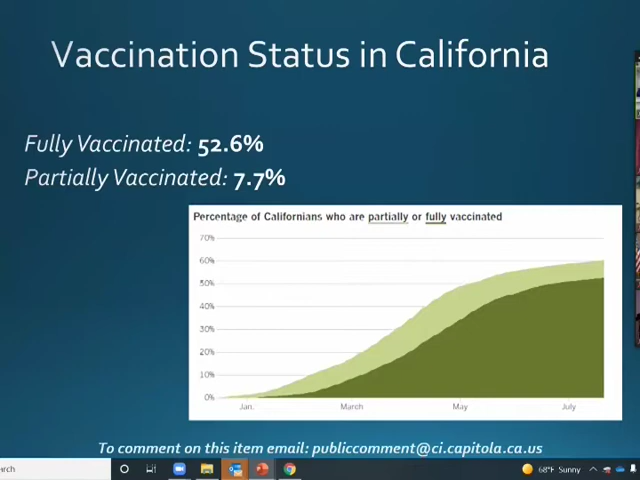 Vaccination Status in California
Fully Vaccinated: 52.6%
Partially Vaccinated: 7.7%
Percentage of Californians who are partially or fully vaccinated
70%
60%
50%
40%
30%
20%
10%
0%
Jan. March May July
To comment on this item email: publiccomment@ci.capitola.ca.us
rch
68°F Sunny